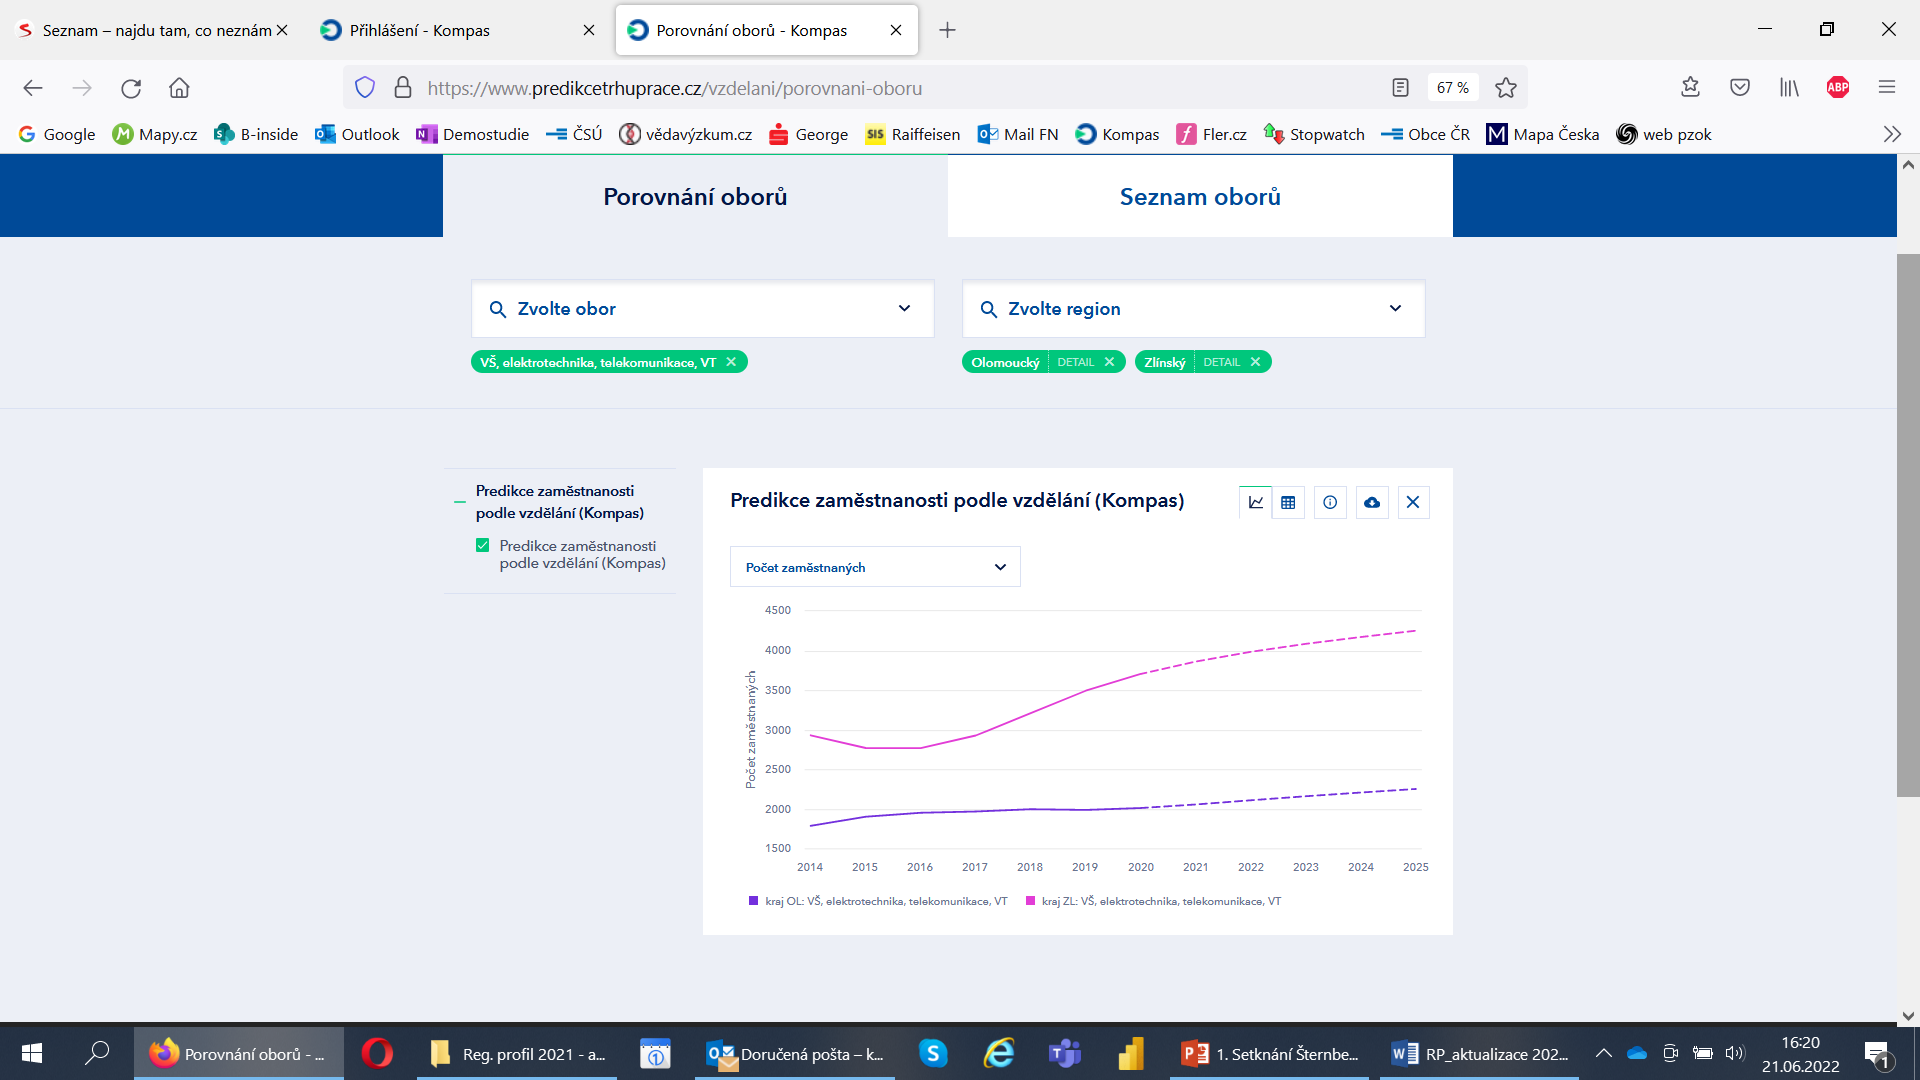 Seznam – najdu tam, co neznám
Přihlášení - Kompas
Porovnání oborů - Kompas
https://www.predikcetrhuprace.cz/vzdelani/porovnani-oboru
67 %
ABP
Google
Mapy.cz
B-inside
Outlook
Demostudie
ČSÚ
vědavýzkum.cz
George
SIS
Raiffeisen
Mail FN
Kompas
Fler.cz
Stopwatch
Obce ČR
Mapa Česka
web pzok
Porovnání oborů
Seznam oborů
Zvolte obor
Zvolte region
VŠ, elektrotechnika, telekomunikace, VT
Olomoucký DETAIL
Zlínský DETAIL
Predikce zaměstnanosti
podle vzdělání (Kompas)
Predikce zaměstnanosti
podle vzdělání (Kompas)
Predikce zaměstnanosti podle vzdělání (Kompas)
Počet zaměstnaných
Počet zaměstnaných
4500
4000
3500
3000
2500
2000
1500
2014 2015 2016 2017 2018 2019 2020 2021 2022 2023 2024 2025
kraj OL: VŠ, elektrotechnika, telekomunikace, VT
kraj ZL: VŠ, elektrotechnika, telekomunikace, VT
Porovnání oborů - ...
Reg. profil 2021 - a...
Doručená pošta – k...
1. Setknání Šternbe...
RP_aktualizace 202...
16:20
21.06.2022
1